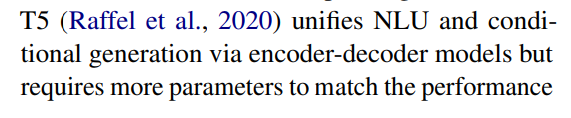 T5 (Raffel et al., 2020) unifies NLU and condi-
tional generation via encoder-decoder models but
requires more parameters to match the performance